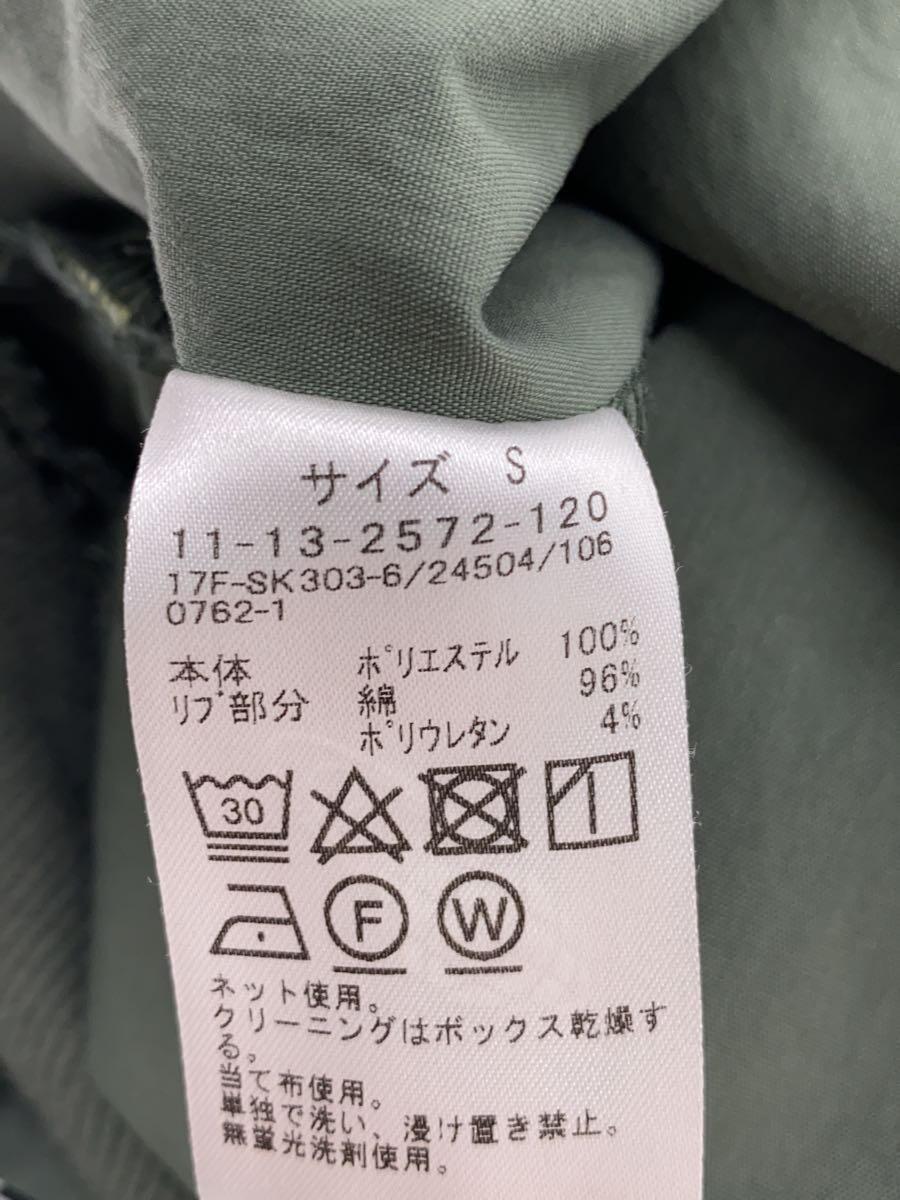 サイズ S
11-13-2572-120
17F-SK303-6/24504/106
0762-1
本体 ポリエステル 100%
リブ部分 綿 96%
ポリウレタン 4%
30
F W
ネット使用。
クリーニングはボックス乾燥す
る。
当て布使用。
単独で洗い、浸け置き禁止。
無蛍光洗剤使用。